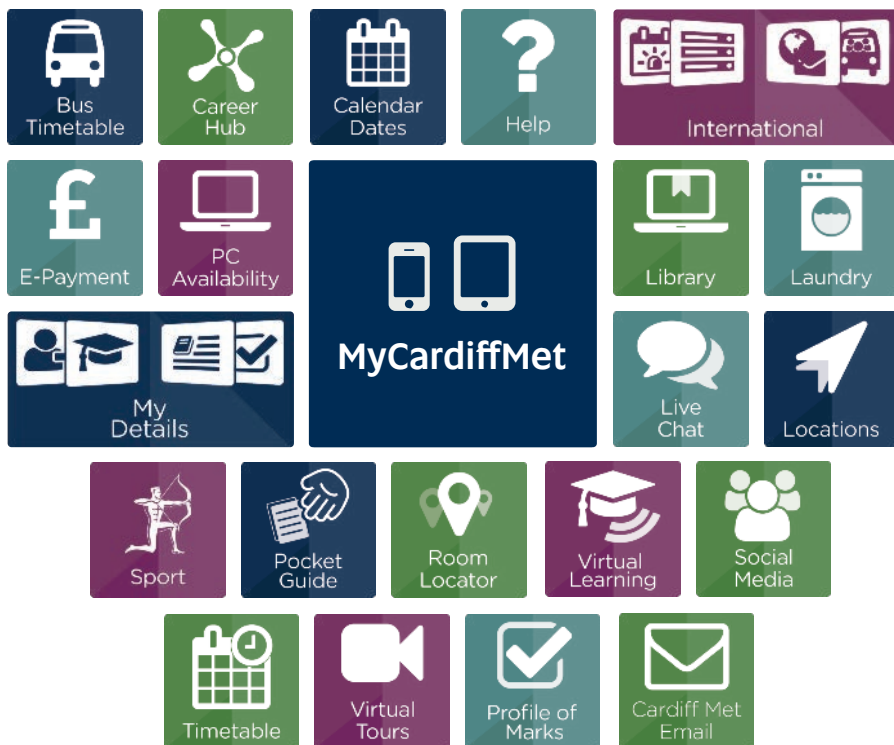 Bus
Timetable
Career
Hub
Calendar
Dates
Help
International
£
E-Payment
PC
Availability
MyCardiffMet
Library
Laundry
My
Details
Live
Chat
Locations
Sport
Pocket
Guide
Room
Locator
Virtual
Learning
Social
Media
Timetable
Virtual
Tours
Profile of
Marks
Cardiff Met
Email